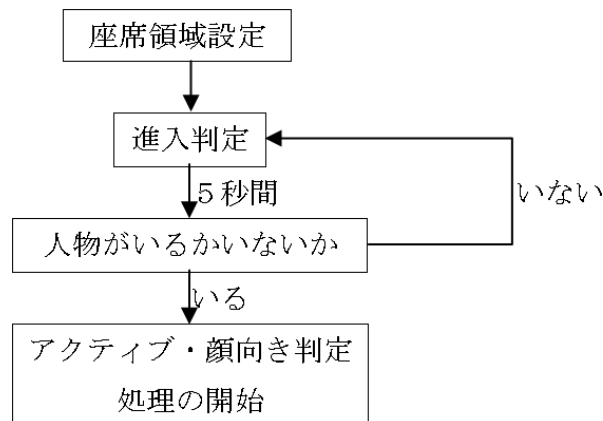 座席領域設定
進入判定
5秒間
いない
人物がいるかいないか
いる
アクティブ・顔向き判定
処理の開始